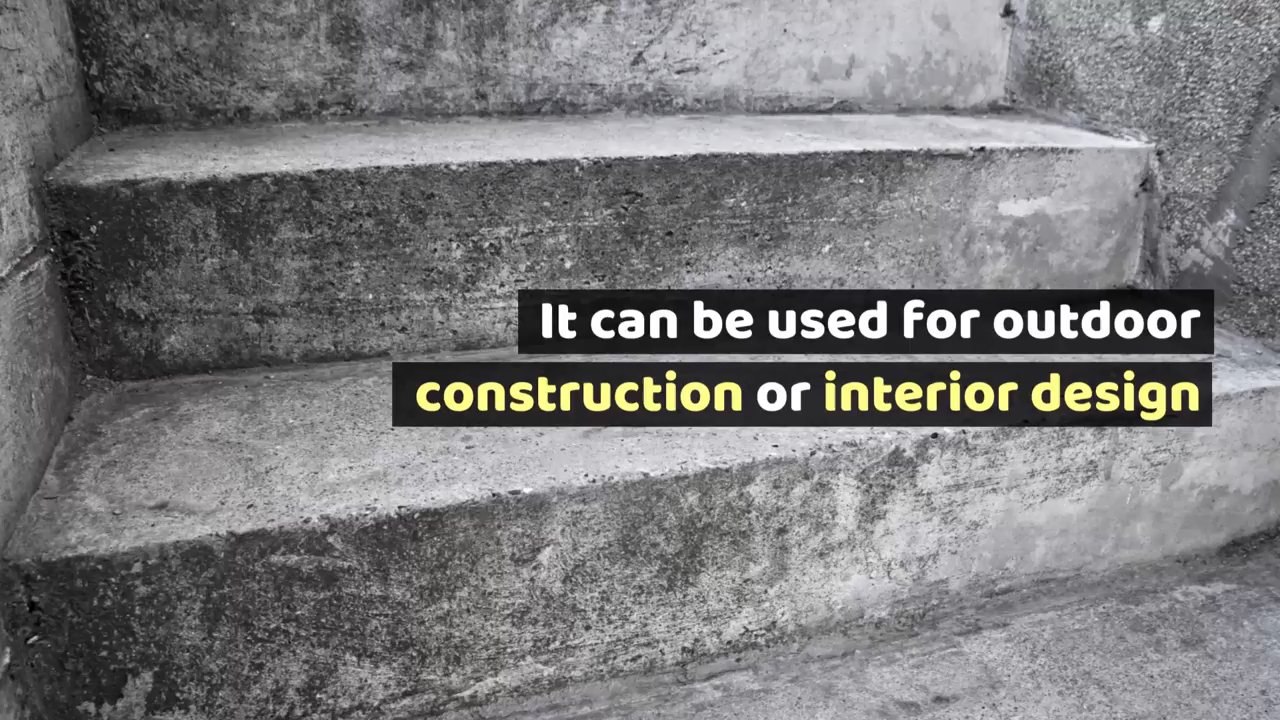 It can be used for outdoor
construction or interior design